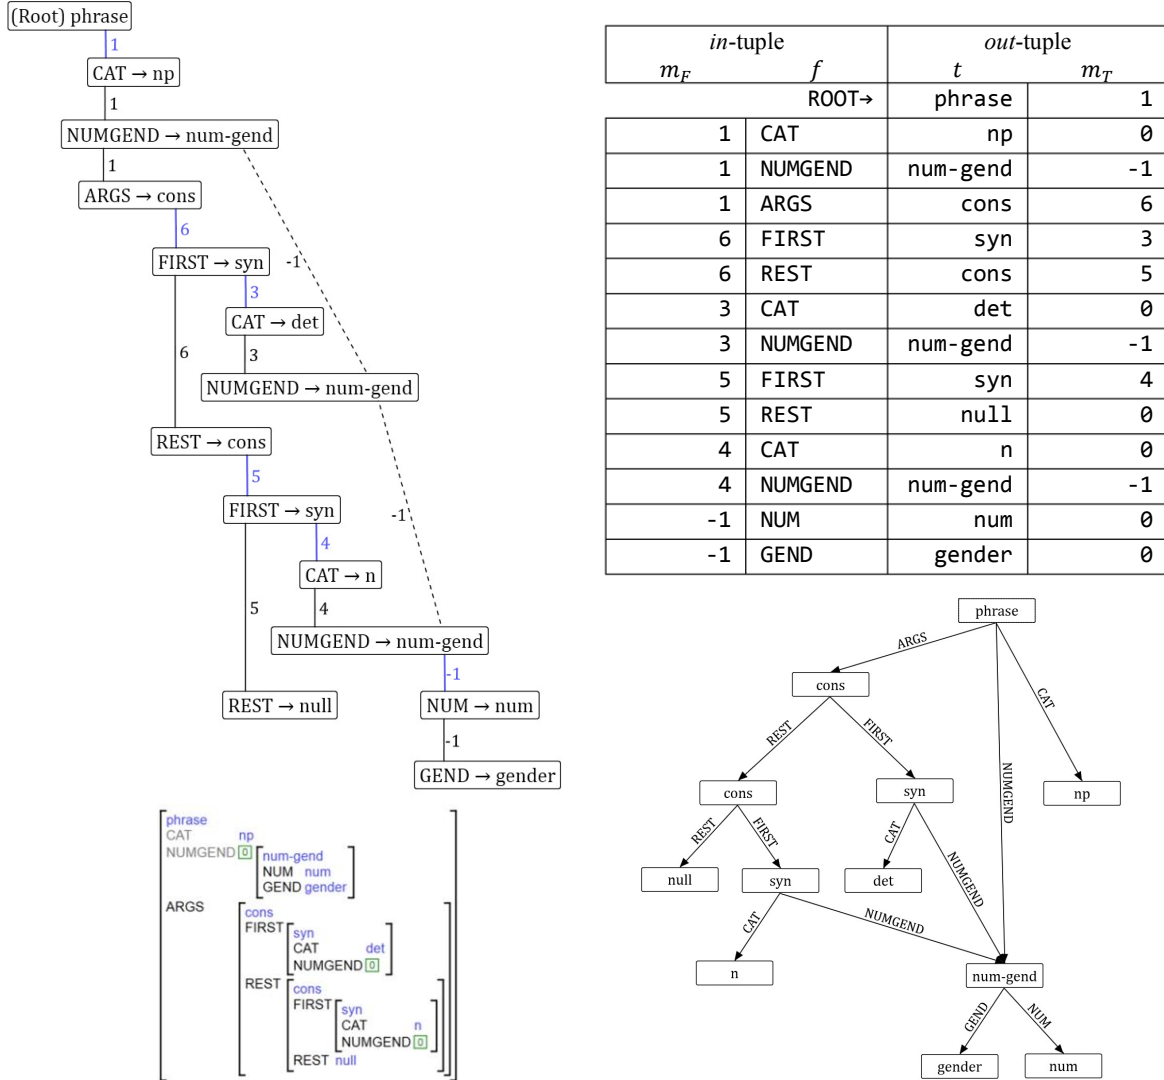 (Root) phrase
1
CAT → np
1
NUMGEND → num-gend
1
ARGS → cons
6
FIRST → syn
-1
3
CAT → det
6
3
NUMGEND → num-gend
REST → cons
5
-1
FIRST → syn
4
CAT → n
5
4
NUMGEND → num-gend
-1
REST → null
NUM → num
-1
GEND → gender
in-tuple out-tuple
m_F f t m_T
ROOT→ phrase 1
1 CAT np 0
1 NUMGEND num-gend -1
1 ARGS cons 6
6 FIRST syn 3
6 REST cons 5
3 CAT det 0
3 NUMGEND num-gend -1
5 FIRST syn 4
5 REST null 0
4 CAT n 0
4 NUMGEND num-gend -1
-1 NUM num 0
-1 GEND gender 0
phrase
CAT np
NUMGEND 0 num-gend
NUM num
GEND gender
ARGS cons
FIRST syn
CAT det
NUMGEND 0
REST cons
FIRST syn
CAT n
NUMGEND 0
REST null
phrase
ARGS
cons
CAT
REST
FIRST
NUMGEND
cons
syn
np
REST
FIRST
CAT
NUMGEND
null
syn
det
CAT
NUMGEND
n
num-gend
GEND
NUM
gender
num